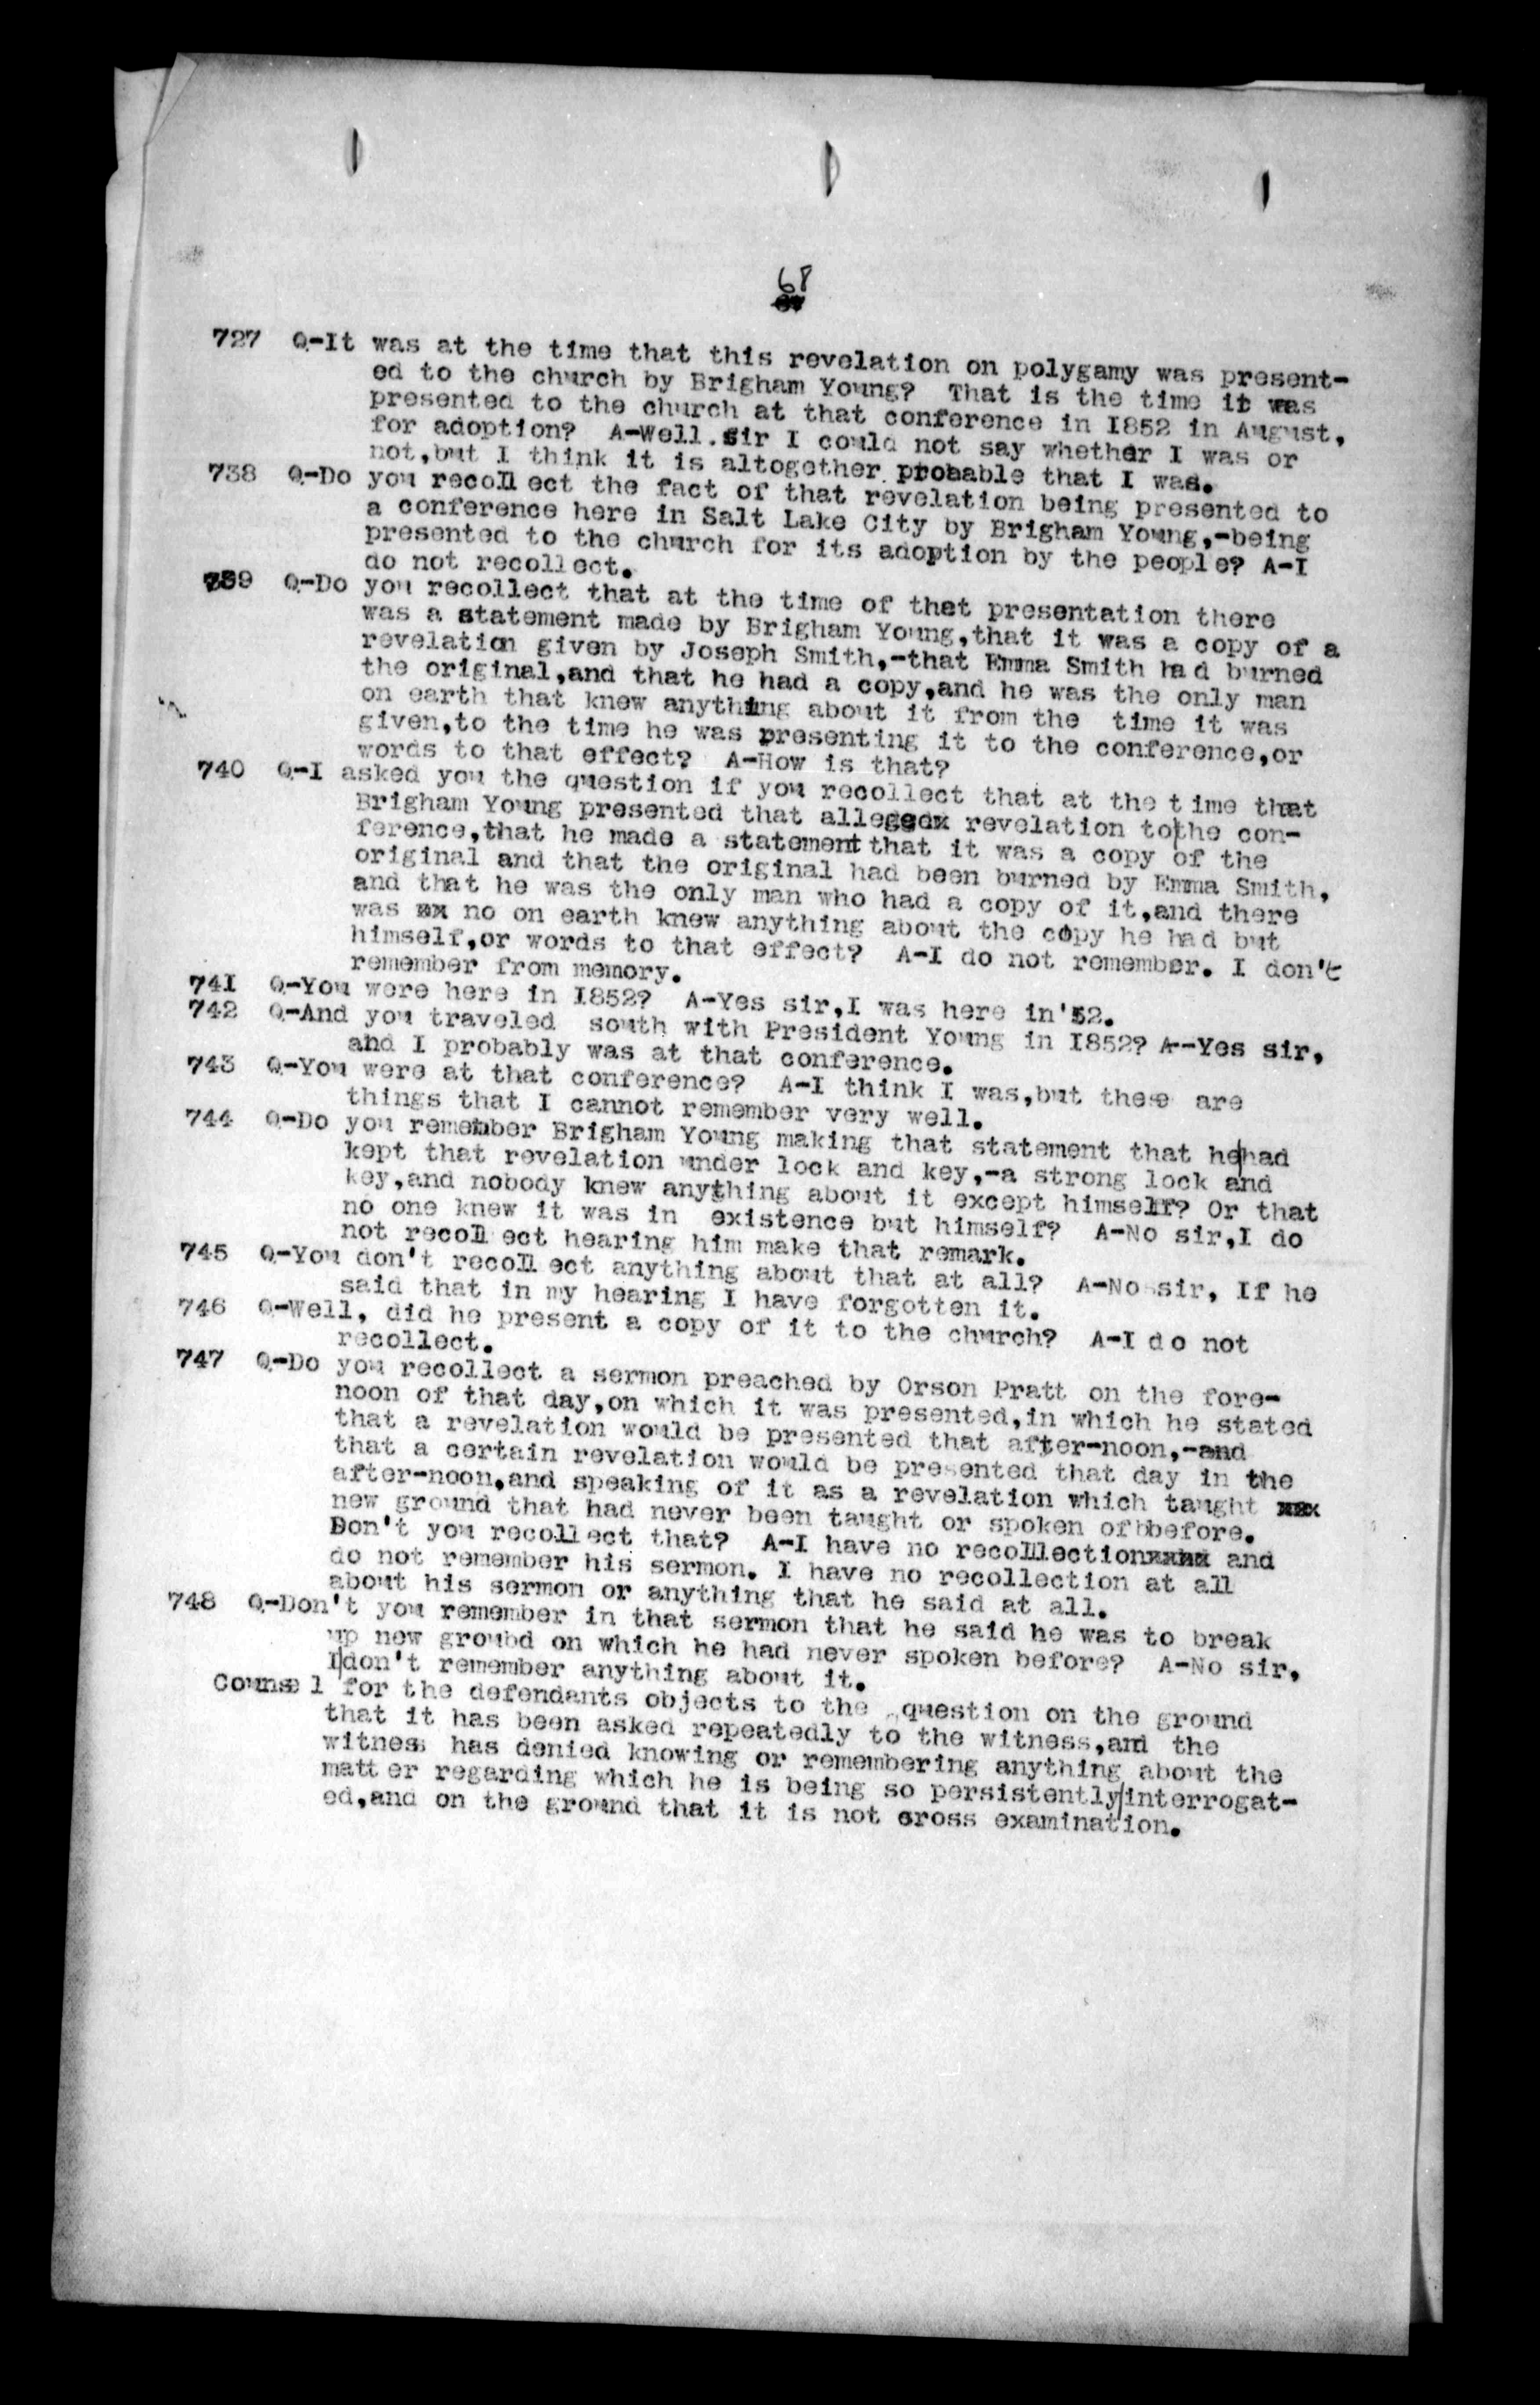 68
727 Q-It was at the time that this revelation on polygamy was present-
ed to the church by Brigham Young? That is the time it was
presented to the church at that conference in I852 in August,
for adoption? A-Well.Sir I could not say whether I was or
not,but I think it is altogether probable that I was.
738 Q-Do you recollect the fact of that revelation being presented to
a conference here in Salt Lake City by Brigham Young,-being
presented to the church for its adoption by the people? A-I
do not recollect.
739 Q-Do you recollect that at the time of that presentation there
was a statement made by Brigham Young,that it was a copy of a
revelation given by Joseph Smith,-that Emma Smith had burned
the original,and that he had a copy,and he was the only man
on earth that knew anything about it from the time it was
given,to the time he was presenting it to the conference,or
words to that effect? A-How is that?
740 Q-I asked you the question if you recollect that at the time that
Brigham Young presented that allegedx revelation to|the con-
ference,that he made a statement that it was a copy of the
original and that the original had been burned by Emma Smith,
and that he was the only man who had a copy of it,and there
was xx no on earth knew anything about the copy he had but
himself,or words to that effect? A-I do not remember. I don't
remember from memory.
741 Q-You were here in I852? A-Yes sir,I was here in'52.
742 Q-And you traveled south with President Young in I852? A--Yes sir,
and I probably was at that conference.
743 Q-You were at that conference? A-I think I was,but these are
things that I cannot remember very well.
744 Q-Do you remember Brigham Young making that statement that he|had
kept that revelation under lock and key,-a strong lock and
key,and nobody knew anything about it except himself? Or that
no one knew it was in existence but himself? A-No sir,I do
not recollect hearing him make that remark.
745 Q-You don't recollect anything about that at all? A-No sir, If he
said that in my hearing I have forgotten it.
746 Q-Well, did he present a copy of it to the church? A-I do not
recollect.
747 Q-Do you recollect a sermon preached by Orson Pratt on the fore-
noon of that day,on which it was presented,in which he stated
that a revelation would be presented that after-noon,-and
that a certain revelation would be presented that day in the
after-noon,and speaking of it as a revelation which taught xxx
new ground that had never been taught or spoken of before.
Don't you recollect that? A-I have no recolllectionxxxx and
do not remember his sermon. I have no recollection at all
about his sermon or anything that he said at all.
748 Q-Don't you remember in that sermon that he said he was to break
up new groubd on which he had never spoken before? A-No sir,
I|don't remember anything about it.
Counsel for the defendants objects to the question on the ground
that it has been asked repeatedly to the witness,and the
witness has denied knowing or remembering anything about the
matter regarding which he is being so persistently|interrogat-
ed,and on the ground that it is not cross examination.